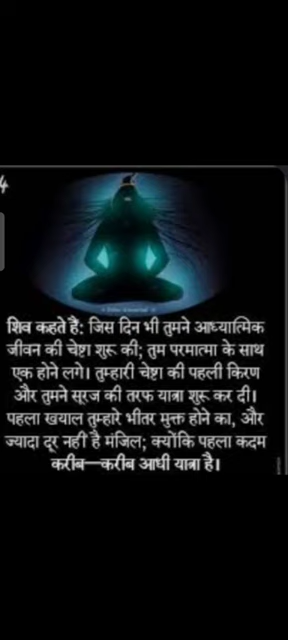 4
शिव कहते हैं: जिस दिन भी तुमने आध्यात्मिक
जीवन की चेष्टा शुरू की; तुम परमात्मा के साथ
एक होने लगे। तुम्हारी चेष्टा की पहली किरण
और तुमने सूरज की तरफ यात्रा शुरू कर दी।
पहला खयाल तुम्हारे भीतर मुक्त होने का, और
ज्यादा दूर नहीं है मंजिल; क्योंकि पहला कदम
करीब—करीब आधी यात्रा है।